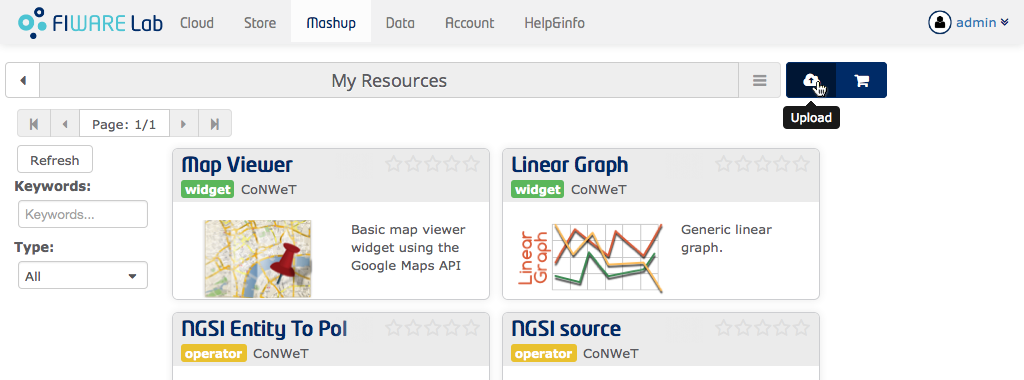 FIWARE Lab
Cloud
Store
Mashup
Data
Account
Help&info
admin
My Resources
Upload
Page: 1/1
Refresh
Keywords:
Keywords...
Type:
All
Map Viewer
widget CoNWeT
Basic map viewer
widget using the
Google Maps API
Linear Graph
widget CoNWeT
Linear
Graph
Generic linear
graph.
NGSI Entity To PoI
operator CoNWeT
NGSI source
operator CoNWeT